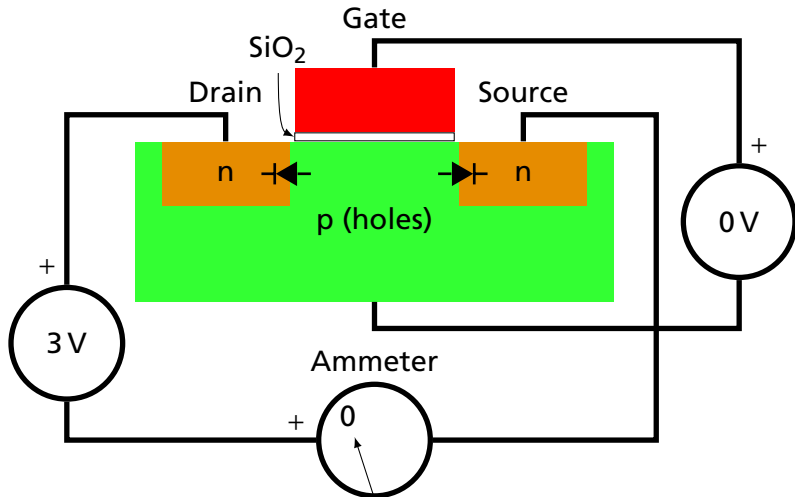 Gate
SiO₂
Drain
Source
+
n
n
p (holes)
0 V
+
3 V
Ammeter
+
0